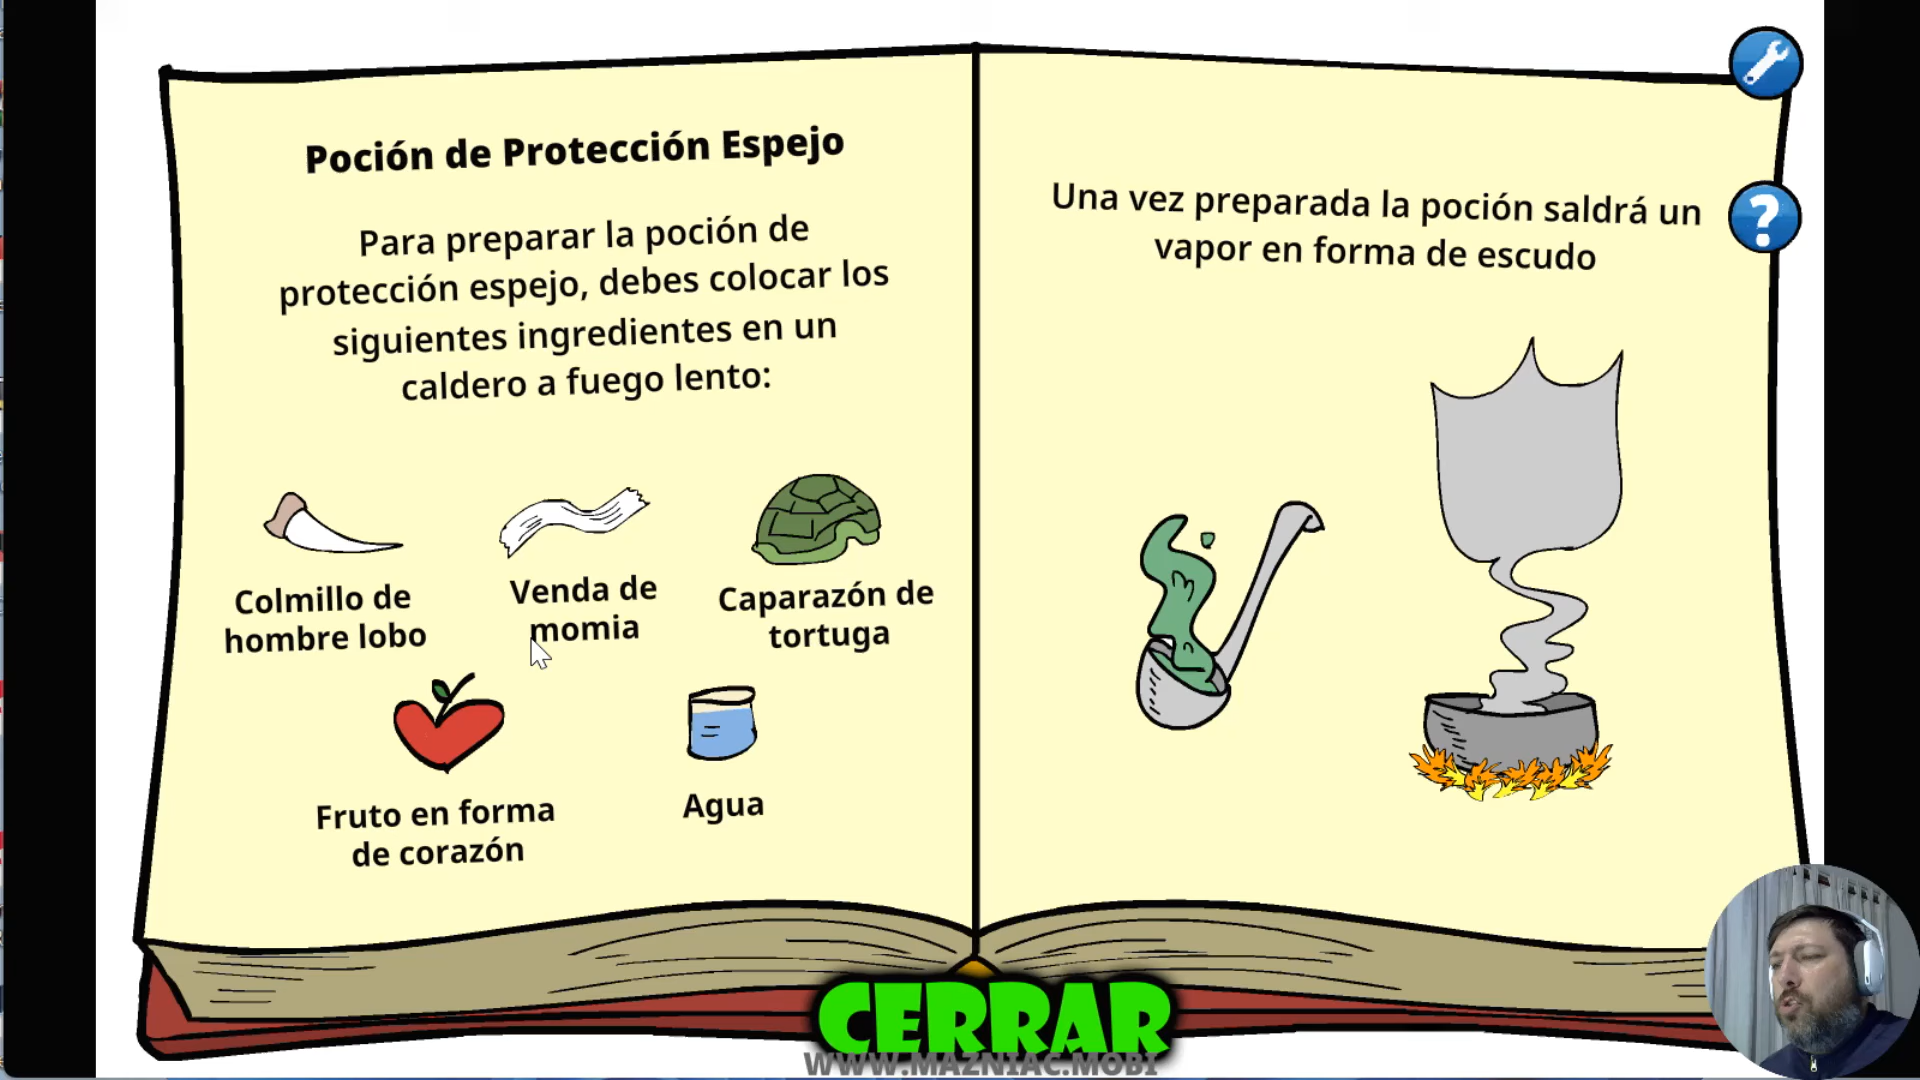 Poción de Protección Espejo
Para preparar la poción de
protección espejo, debes colocar los
siguientes ingredientes en un
caldero a fuego lento:
Colmillo de
hombre lobo
Venda de
momia
Caparazón de
tortuga
Fruto en forma
de corazón
Agua
Una vez preparada la poción saldrá un
vapor en forma de escudo
?
CERRAR
WWW.MAZNIAC.MOBI